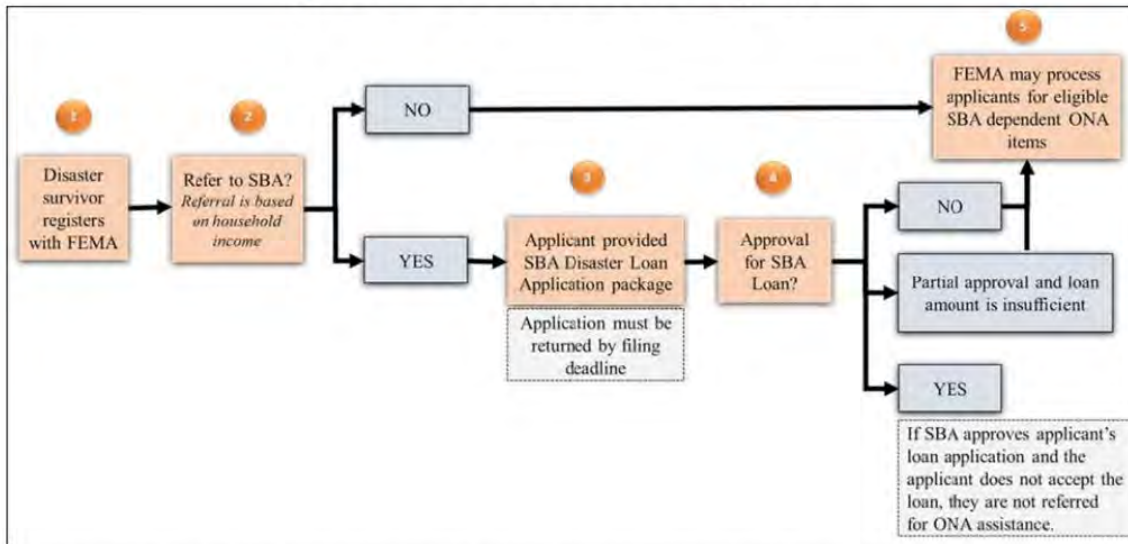 1
Disaster
survivor
registers
with FEMA
2
Refer to SBA?
Referral is based
on household
income
NO
YES
3
Applicant provided
SBA Disaster Loan
Application package
Application must be
returned by filing
deadline
4
Approval
for SBA
Loan?
NO
Partial approval and loan
amount is insufficient
YES
If SBA approves applicant's
loan application and the
applicant does not accept the
loan, they are not referred
for ONA assistance.
5
FEMA may process
applicants for eligible
SBA dependent ONA
items